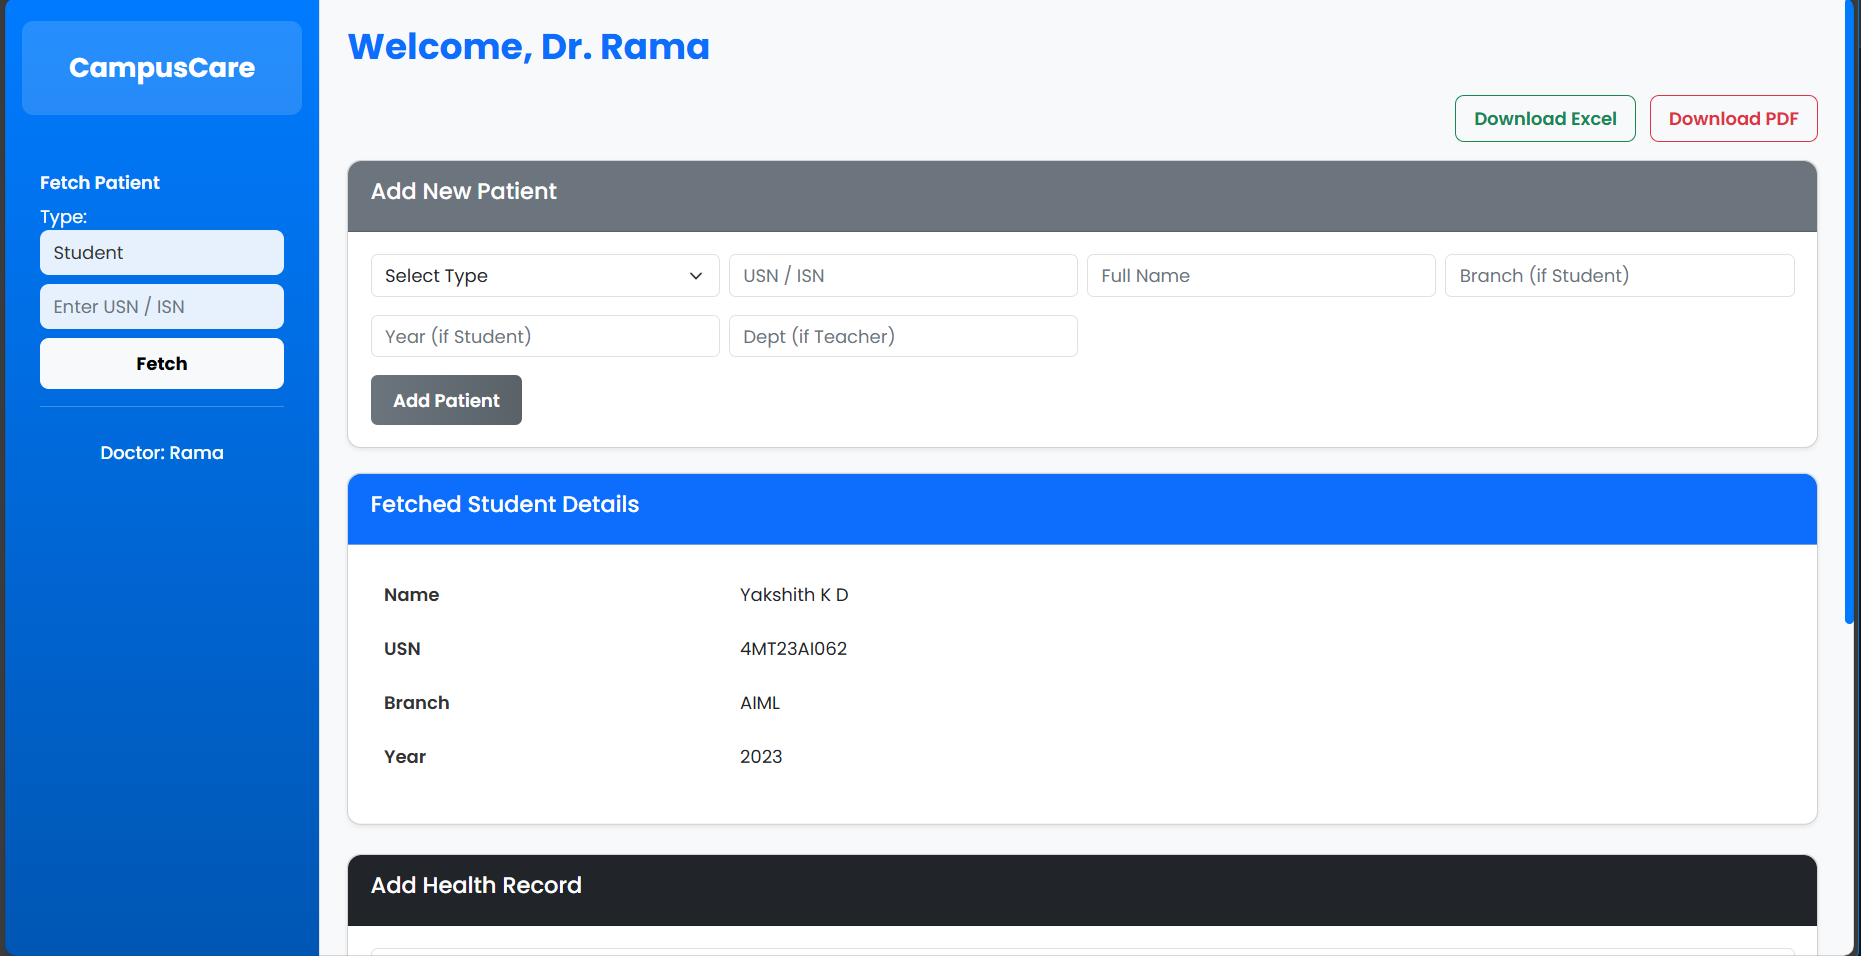 CampusCare
Fetch Patient
Type:
Student
Enter USN / ISN
Fetch
Doctor: Rama
Welcome, Dr. Rama
Download Excel Download PDF
Add New Patient
Select Type USN / ISN Full Name Branch (if Student)
Year (if Student) Dept (if Teacher)
Add Patient
Fetched Student Details
Name Yakshith K D
USN 4MT23AI062
Branch AIML
Year 2023
Add Health Record